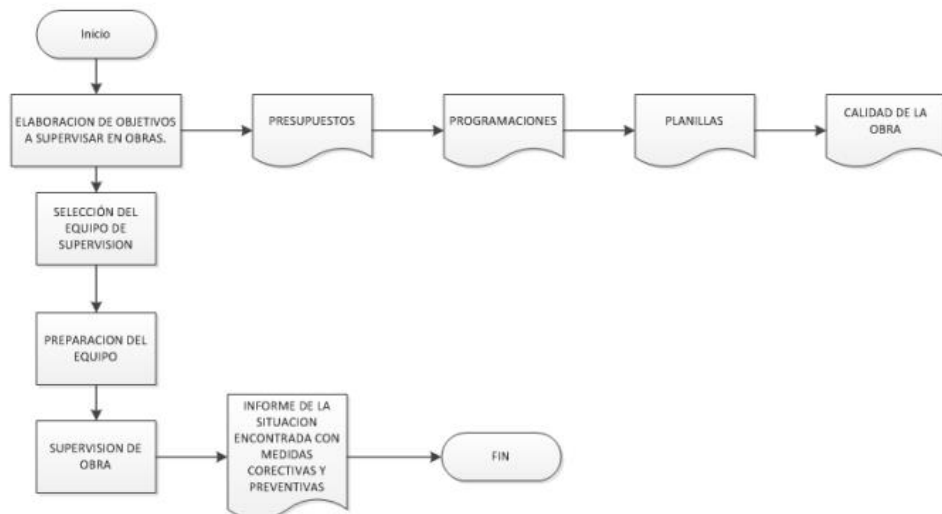 Inicio
ELABORACION DE OBJETIVOS
A SUPERVISAR EN OBRAS.
PRESUPUESTOS
PROGRAMACIONES
PLANILLAS
CALIDAD DE LA
OBRA
SELECCIÓN DEL
EQUIPO DE
SUPERVISION
PREPARACION DEL
EQUIPO
SUPERVISION DE
OBRA
INFORME DE LA
SITUACION
ENCONTRADA CON
MEDIDAS
CORECTIVAS Y
PREVENTIVAS
FIN